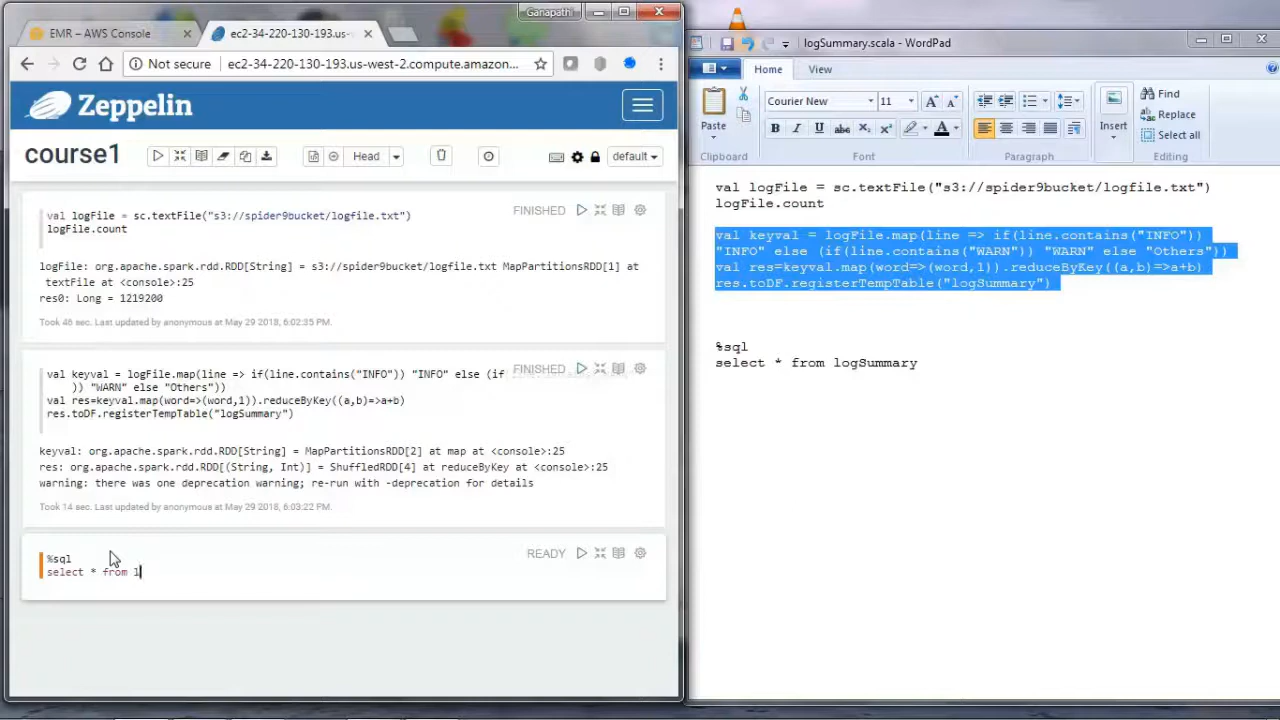 Ganapathi
EMR – AWS Console
ec2-34-220-130-193.us-
Not secure
ec2-34-220-130-193.us-west-2.compute.amazon...
Zeppelin
course1
Head
default
val logFile = sc.textFile("s3://spider9bucket/logfile.txt")
logFile.count
FINISHED
logFile: org.apache.spark.rdd.RDD[String] = s3://spider9bucket/logfile.txt MapPartitionsRDD[1] at
textFile at <console>:25
res0: Long = 1219200
Took 46 sec. Last updated by anonymous at May 29 2018, 6:02:35 PM.
val keyval = logFile.map(line => if(line.contains("INFO")) "INFO" else (if
)) "WARN" else "Others"))
val res=keyval.map(word=>(word,1)).reduceByKey((a,b)=>a+b)
res.toDF.registerTempTable("logSummary")
FINISHED
keyval: org.apache.spark.rdd.RDD[String] = MapPartitionsRDD[2] at map at <console>:25
res: org.apache.spark.rdd.RDD[(String, Int)] = ShuffledRDD[4] at reduceByKey at <console>:25
warning: there was one deprecation warning; re-run with -deprecation for details
Took 14 sec. Last updated by anonymous at May 29 2018, 6:03:22 PM.
%sql
select * from l
READY
logSummary.scala - WordPad
Home
View
Paste
Clipboard
Courier New
11
B I U abc X₂ X² A
Font
Paragraph
Insert
Find
Replace
Select all
Editing
val logFile = sc.textFile("s3://spider9bucket/logfile.txt")
logFile.count
val keyval = logFile.map(line => if(line.contains("INFO"))
"INFO" else (if(line.contains("WARN")) "WARN" else "Others"))
val res=keyval.map(word=>(word,1)).reduceByKey((a,b)=>a+b)
res.toDF.registerTempTable("logSummary")
%sql
select * from logSummary